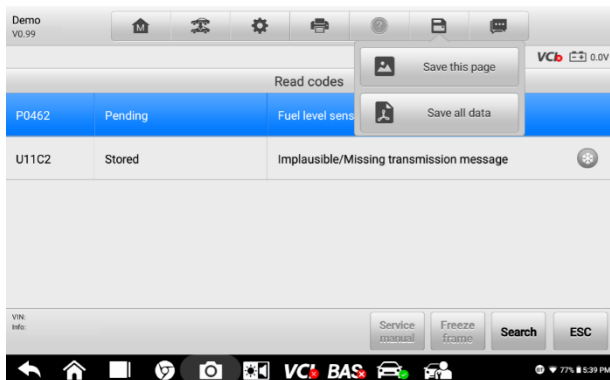 Demo
V0.99
M
?
VCI 0.0V
Save this page
Save all data
Read codes
P0462 Pending Fuel level sens
U11C2 Stored Implausible/Missing transmission message
VIN:
Info:
Service manual
Freeze frame
Search
ESC
VCI BAS 77% 5:39 PM